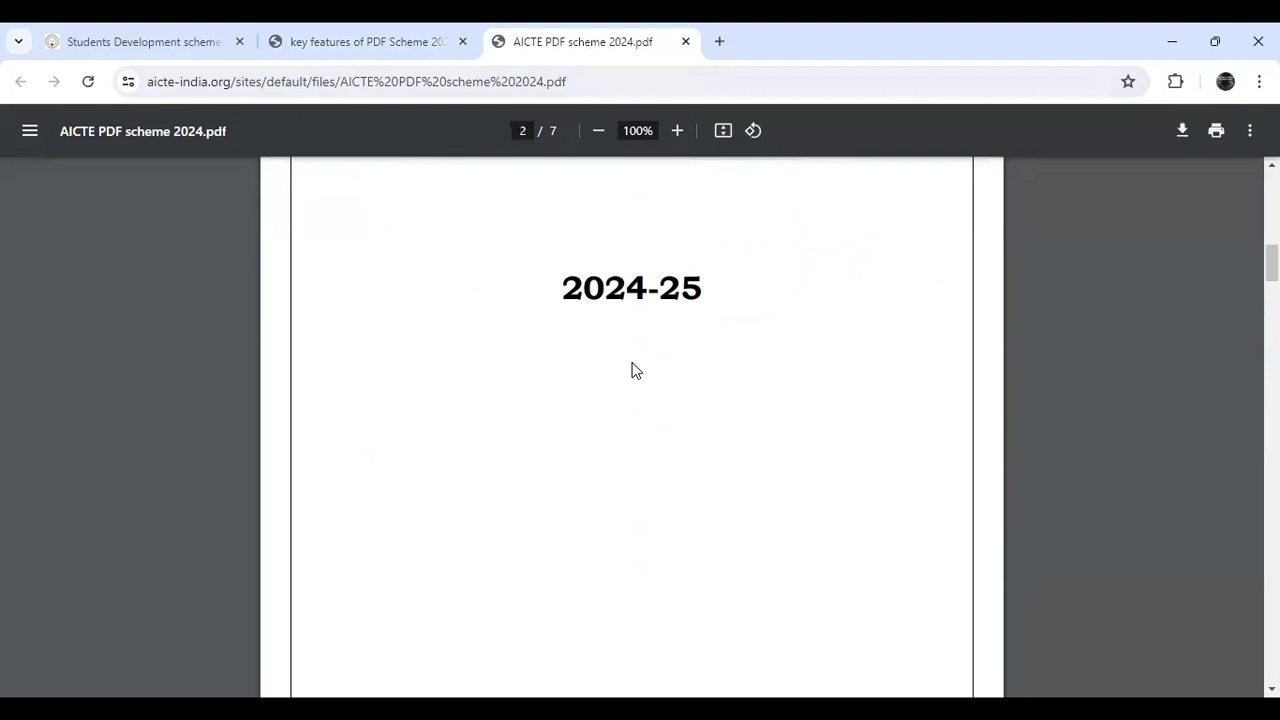 Students Development scheme
key features of PDF Scheme 202
AICTE PDF scheme 2024.pdf
aicte-india.org/sites/default/files/AICTE%20PDF%20scheme%202024.pdf
AICTE PDF scheme 2024.pdf
2 / 7
100%
2024-25